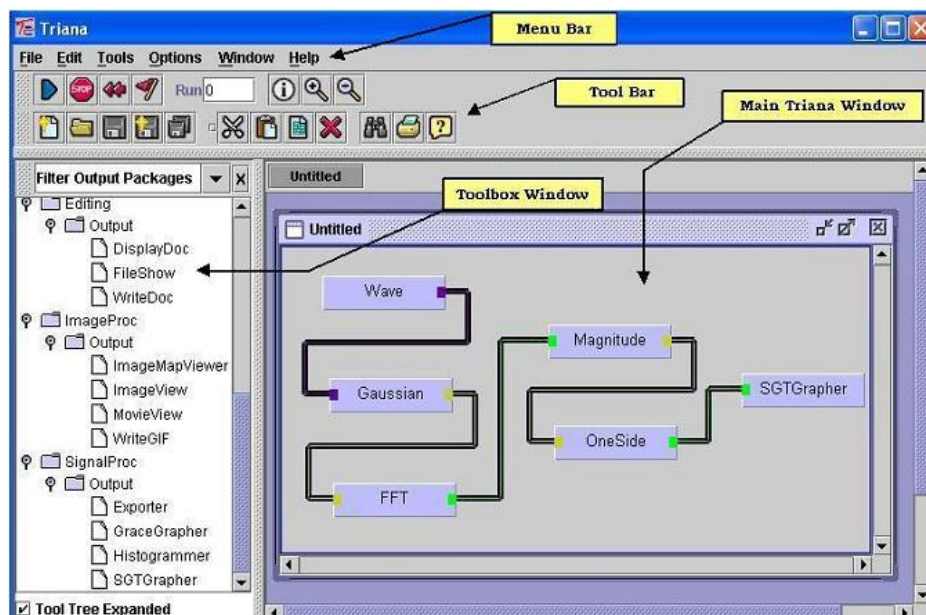 Triana
Menu Bar
File Edit Tools Options Window Help
STOP
Run 0
Tool Bar
Main Triana Window
Filter Output Packages
Untitled
Toolbox Window
Editing
Output
DisplayDoc
FileShow
WriteDoc
ImageProc
Output
ImageMapViewer
ImageView
MovieView
WriteGIF
SignalProc
Output
Exporter
GraceGrapher
Histogrammer
SGTGrapher
Tool Tree Expanded
Untitled
Wave
Magnitude
Gaussian
SGTGrapher
OneSide
FFT